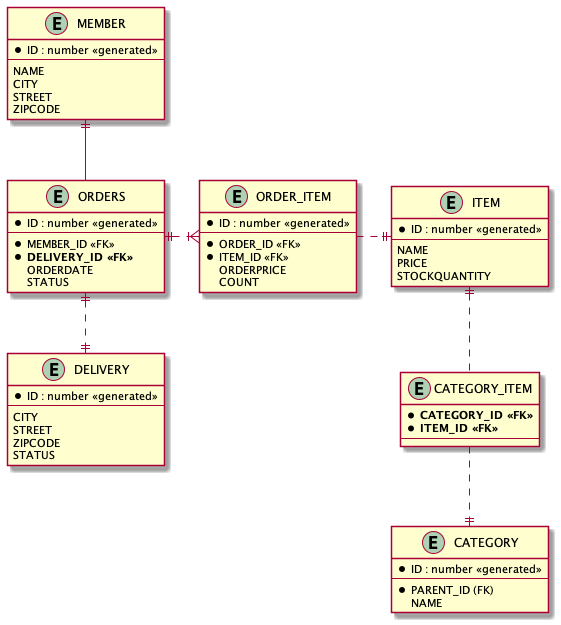 E MEMBER
ID : number «generated»
NAME
CITY
STREET
ZIPCODE
E ORDERS
ID : number «generated»
MEMBER_ID «FK»
DELIVERY_ID «FK»
ORDERDATE
STATUS
E ORDER_ITEM
ID : number «generated»
ORDER_ID «FK»
ITEM_ID «FK»
ORDERPRICE
COUNT
E ITEM
ID : number «generated»
NAME
PRICE
STOCKQUANTITY
E DELIVERY
ID : number «generated»
CITY
STREET
ZIPCODE
STATUS
E CATEGORY_ITEM
CATEGORY_ID «FK»
ITEM_ID «FK»
E CATEGORY
ID : number «generated»
PARENT_ID (FK)
NAME